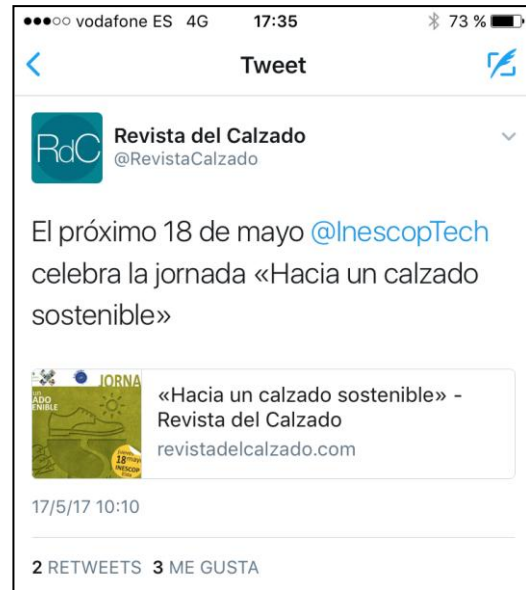 vodafone ES 4G 17:35 73 %
Tweet
RdC
Revista del Calzado
@RevistaCalzado
El próximo 18 de mayo @InescopTech
celebra la jornada «Hacia un calzado
sostenible»
JORNA
18 mayo
INESCOP
«Hacia un calzado sostenible» -
Revista del Calzado
revistadelcalzado.com
17/5/17 10:10
2 RETWEETS 3 ME GUSTA